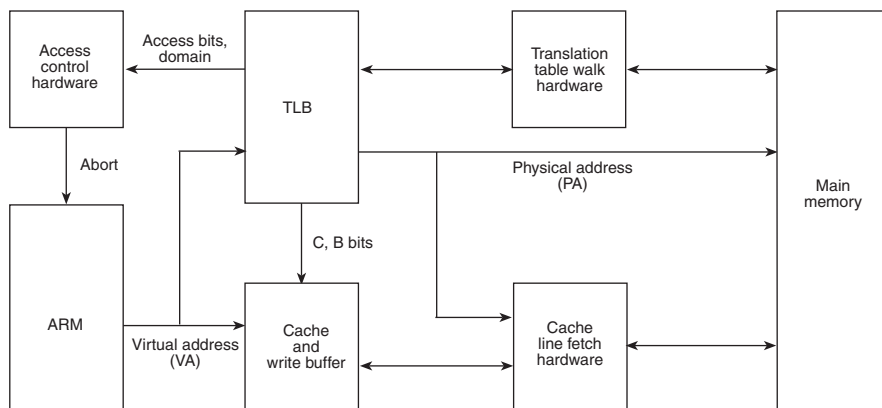 Access
control
hardware
Access bits,
domain
TLB
Translation
table walk
hardware
Abort
Physical address
(PA)
Main
memory
C, B bits
ARM
Virtual address
(VA)
Cache
and
write buffer
Cache
line fetch
hardware